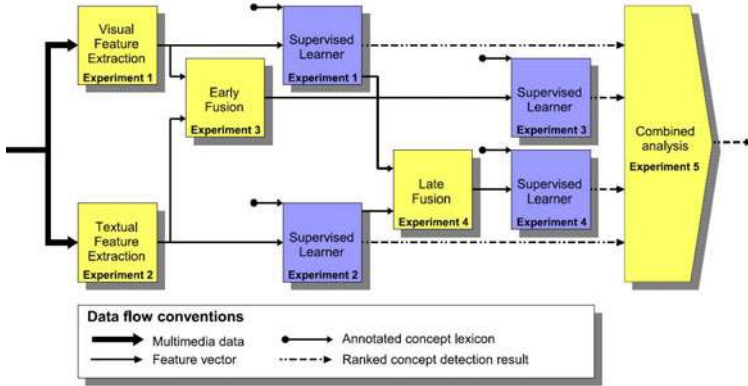 Visual
Feature
Extraction
Experiment 1
Supervised
Learner
Experiment 1
Early
Fusion
Experiment 3
Supervised
Learner
Experiment 3
Combined
analysis
Experiment 5
Late
Fusion
Experiment 4
Supervised
Learner
Experiment 4
Textual
Feature
Extraction
Experiment 2
Supervised
Learner
Experiment 2
Data flow conventions
Multimedia data
Annotated concept lexicon
Feature vector
Ranked concept detection result